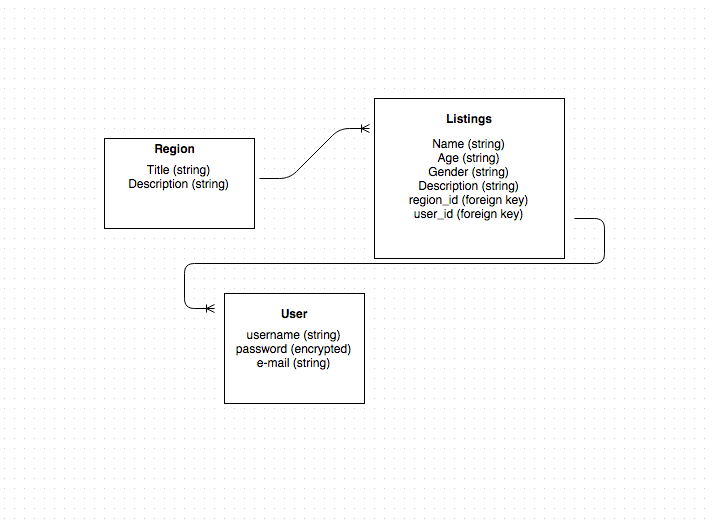 Region
Title (string)
Description (string)
Listings
Name (string)
Age (string)
Gender (string)
Description (string)
region_id (foreign key)
user_id (foreign key)
User
username (string)
password (encrypted)
e-mail (string)